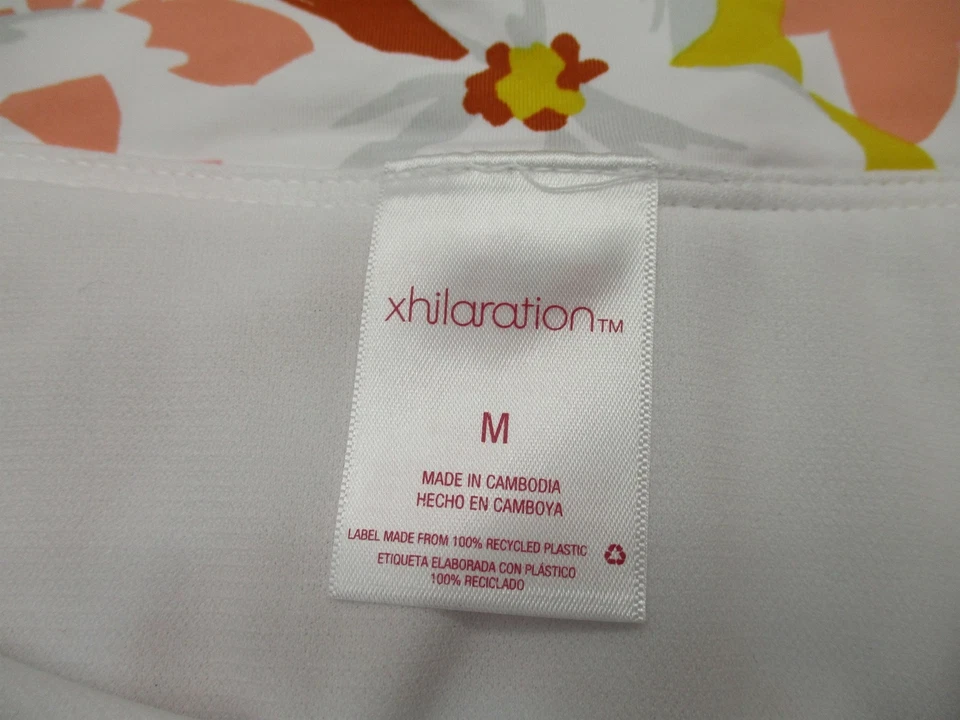 xhilaration™
M
MADE IN CAMBODIA
HECHO EN CAMBOYA
LABEL MADE FROM 100% RECYCLED PLASTIC
ETIQUETA ELABORADA CON PLÁSTICO
100% RECICLADO